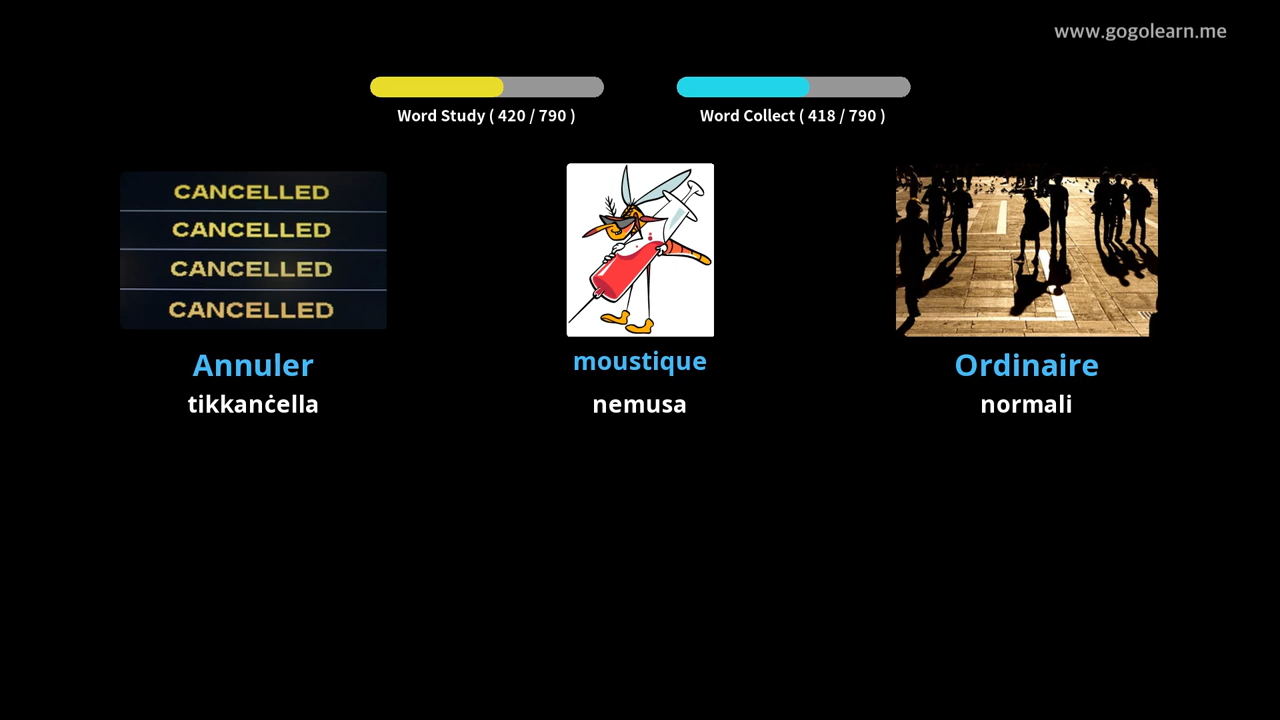 www.gogolearn.me
Word Study ( 420 / 790 )
Word Collect ( 418 / 790 )
CANCELLED
CANCELLED
CANCELLED
CANCELLED
Annuler
moustique
Ordinaire
tikkanċella
nemusa
normali